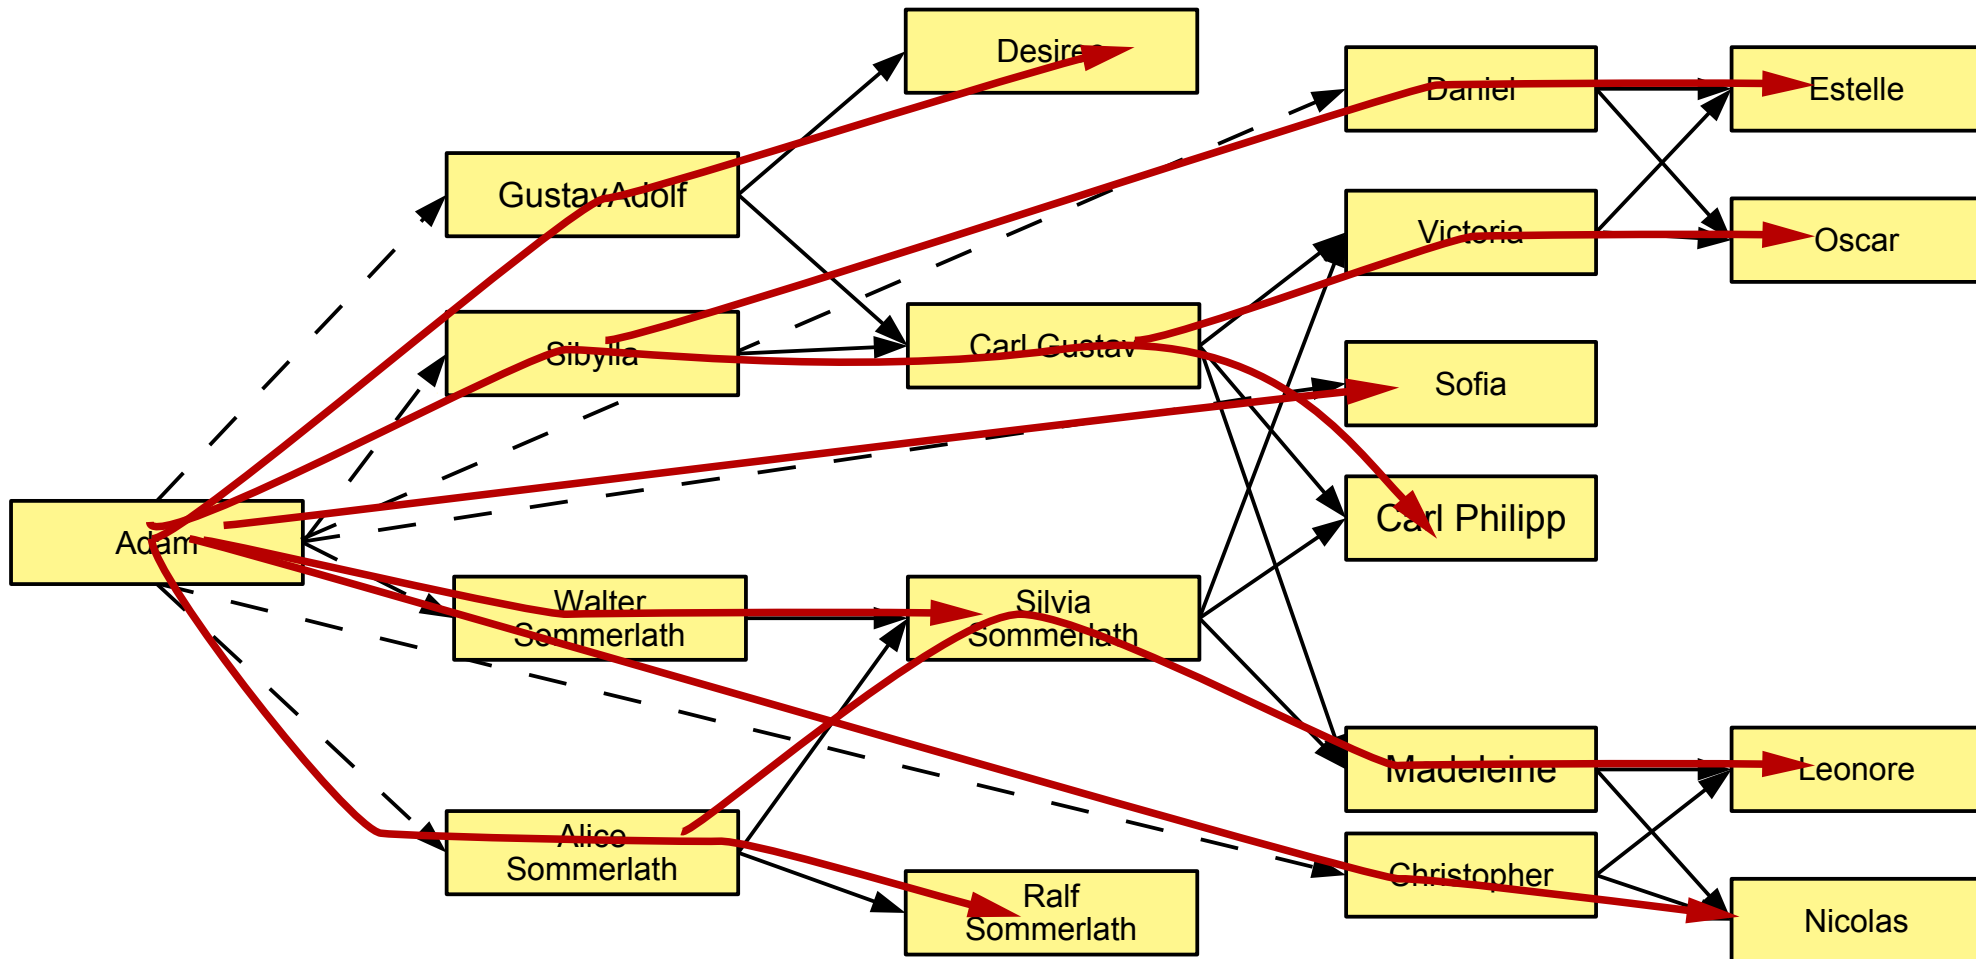 Desiree
Daniel
Estelle
GustavAdolf
Victoria
Oscar
Sibylla
Carl Gustav
Sofia
Adam
Carl Philipp
Walter
Sommerlath
Silvia
Sommerlath
Madeleine
Leonore
Alice
Sommerlath
Christopher
Ralf
Sommerlath
Nicolas